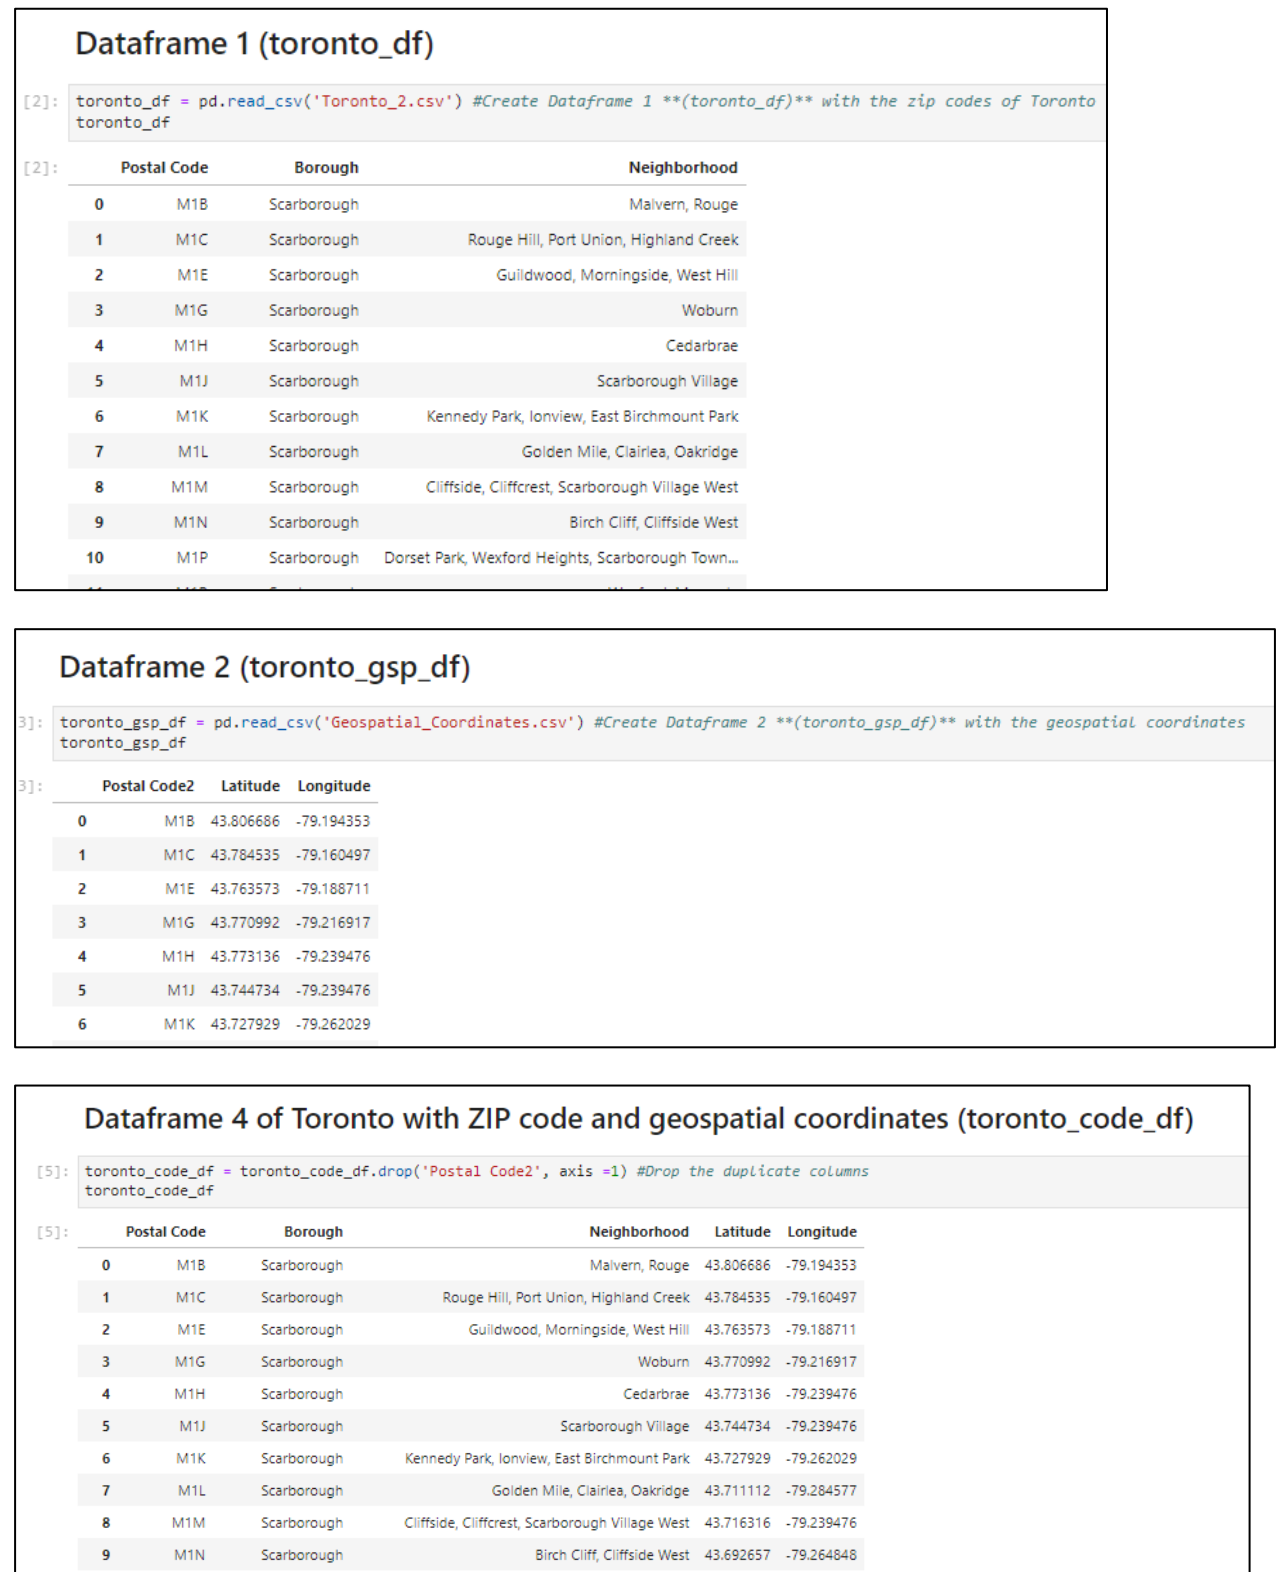 Dataframe 1 (toronto_df)
[2]: toronto_df = pd.read_csv('Toronto_2.csv') #Create Dataframe 1 **(toronto_df)** with the zip codes of Toronto
toronto_df
[2]: Postal Code Borough Neighborhood
0 M1B Scarborough Malvern, Rouge
1 M1C Scarborough Rouge Hill, Port Union, Highland Creek
2 M1E Scarborough Guildwood, Morningside, West Hill
3 M1G Scarborough Woburn
4 M1H Scarborough Cedarbrae
5 M1J Scarborough Scarborough Village
6 M1K Scarborough Kennedy Park, Ionview, East Birchmount Park
7 M1L Scarborough Golden Mile, Clairlea, Oakridge
8 M1M Scarborough Cliffside, Cliffcrest, Scarborough Village West
9 M1N Scarborough Birch Cliff, Cliffside West
10 M1P Scarborough Dorset Park, Wexford Heights, Scarborough Town...
Dataframe 2 (toronto_gsp_df)
3]: toronto_gsp_df = pd.read_csv('Geospatial_Coordinates.csv') #Create Dataframe 2 **(toronto_gsp_df)** with the geospatial coordinates
toronto_gsp_df
3]: Postal Code2 Latitude Longitude
0 M1B 43.806686 -79.194353
1 M1C 43.784535 -79.160497
2 M1E 43.763573 -79.188711
3 M1G 43.770992 -79.216917
4 M1H 43.773136 -79.239476
5 M1J 43.744734 -79.239476
6 M1K 43.727929 -79.262029
Dataframe 4 of Toronto with ZIP code and geospatial coordinates (toronto_code_df)
[5]: toronto_code_df = toronto_code_df.drop('Postal Code2', axis =1) #Drop the duplicate columns
toronto_code_df
[5]: Postal Code Borough Neighborhood Latitude Longitude
0 M1B Scarborough Malvern, Rouge 43.806686 -79.194353
1 M1C Scarborough Rouge Hill, Port Union, Highland Creek 43.784535 -79.160497
2 M1E Scarborough Guildwood, Morningside, West Hill 43.763573 -79.188711
3 M1G Scarborough Woburn 43.770992 -79.216917
4 M1H Scarborough Cedarbrae 43.773136 -79.239476
5 M1J Scarborough Scarborough Village 43.744734 -79.239476
6 M1K Scarborough Kennedy Park, Ionview, East Birchmount Park 43.727929 -79.262029
7 M1L Scarborough Golden Mile, Clairlea, Oakridge 43.711112 -79.284577
8 M1M Scarborough Cliffside, Cliffcrest, Scarborough Village West 43.716316 -79.239476
9 M1N Scarborough Birch Cliff, Cliffside West 43.692657 -79.264848